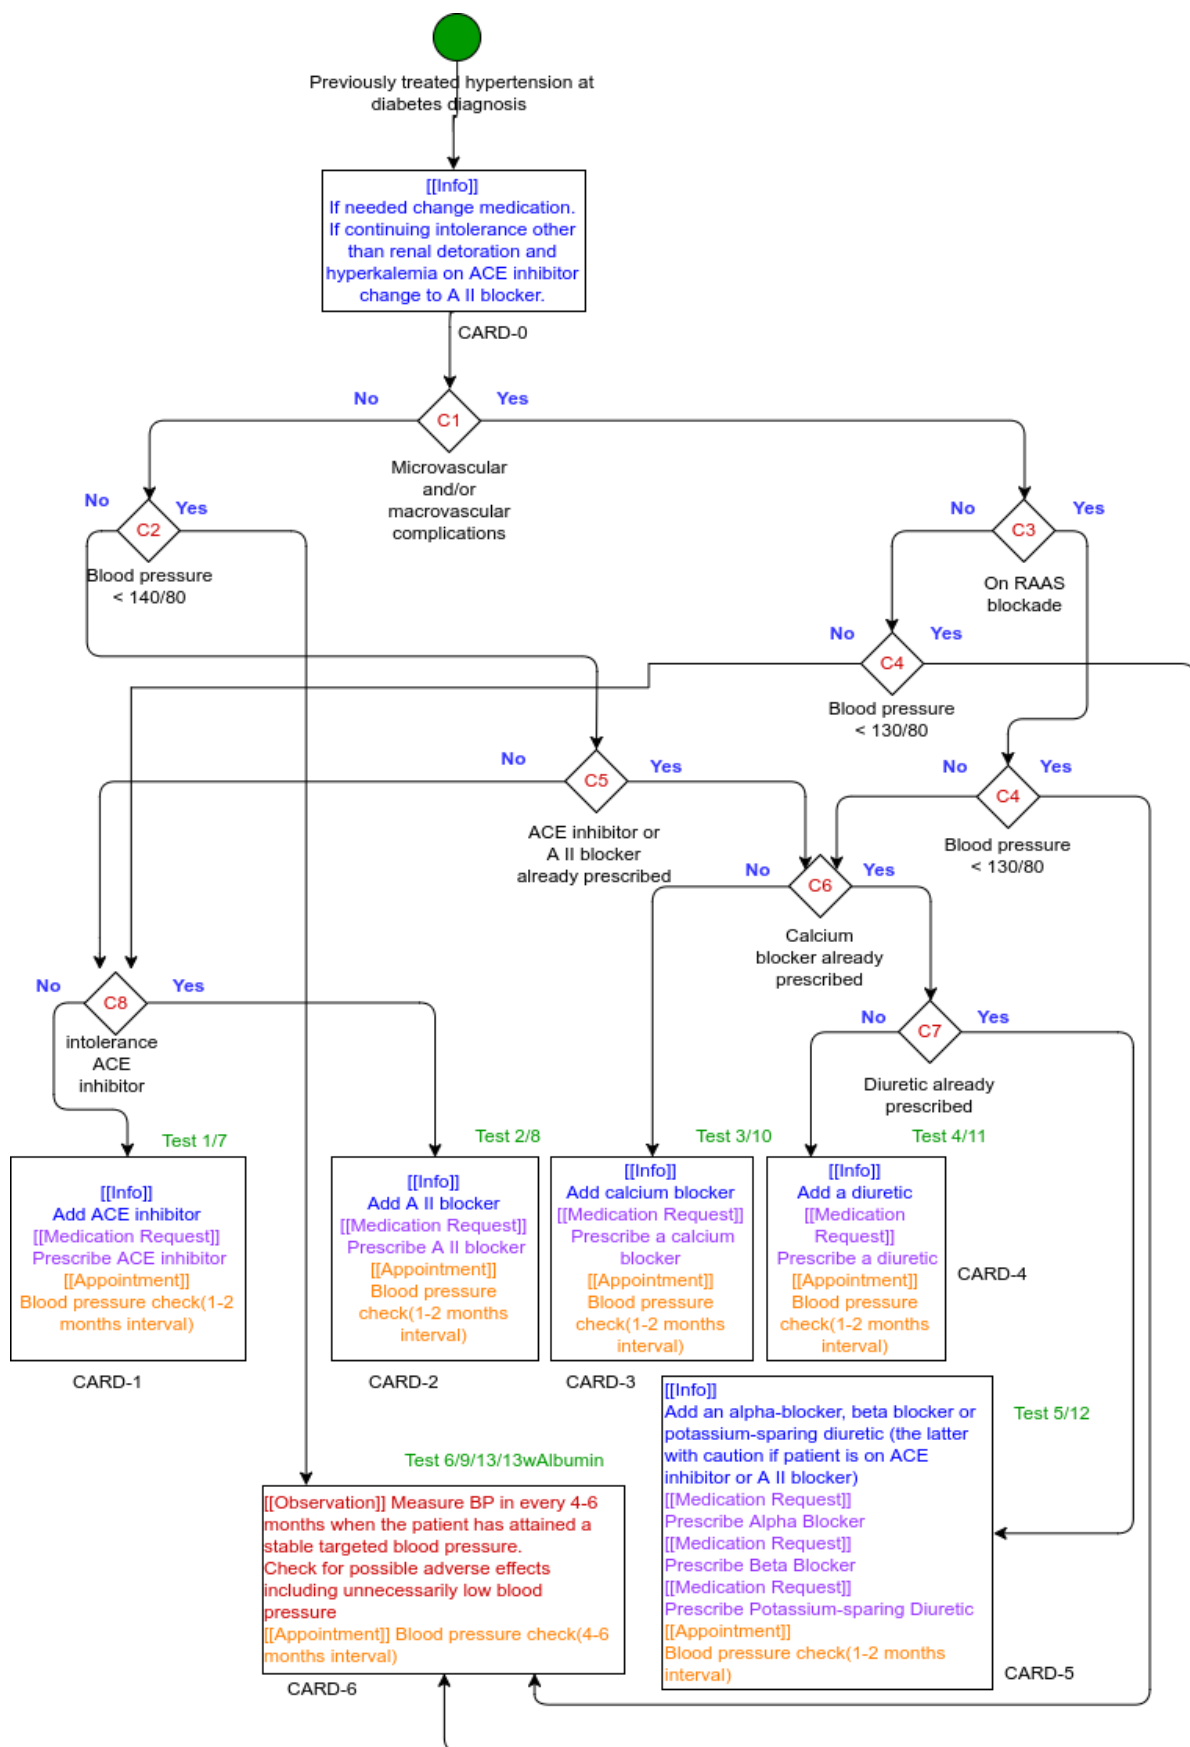 Previously treated hypertension at
diabetes diagnosis
[[Info]]
If needed change medication.
If continuing intolerance other
than renal detoration and
hyperkalemia on ACE inhibitor
change to A II blocker.
CARD-0
No
Yes
C1
Microvascular
and/or
macrovascular
complications
No
Yes
C2
Blood pressure
< 140/80
No
Yes
C3
On RAAS
blockade
No
Yes
C4
Blood pressure
< 130/80
No
Yes
C5
ACE inhibitor or
A II blocker
already prescribed
No
Yes
C4
Blood pressure
< 130/80
No
Yes
C6
Calcium
blocker already
prescribed
No
Yes
C8
intolerance
ACE
inhibitor
No
Yes
C7
Diuretic already
prescribed
Test 1/7
[[Info]]
Add ACE inhibitor
[[Medication Request]]
Prescribe ACE inhibitor
[[Appointment]]
Blood pressure check(1-2
months interval)
CARD-1
Test 2/8
[[Info]]
Add A II blocker
[[Medication Request]]
Prescribe A II blocker
[[Appointment]]
Blood pressure
check(1-2 months
interval)
CARD-2
Test 3/10
[[Info]]
Add calcium blocker
[[Medication Request]]
Prescribe a calcium
blocker
[[Appointment]]
Blood pressure
check(1-2 months
interval)
CARD-3
Test 4/11
[[Info]]
Add a diuretic
[[Medication
Request]]
Prescribe a diuretic
[[Appointment]]
Blood pressure
check(1-2 months
interval)
CARD-4
Test 5/12
[[Info]]
Add an alpha-blocker, beta blocker or
potassium-sparing diuretic (the latter
with caution if patient is on ACE
inhibitor or A II blocker)
[[Medication Request]]
Prescribe Alpha Blocker
[[Medication Request]]
Prescribe Beta Blocker
[[Medication Request]]
Prescribe Potassium-sparing Diuretic
[[Appointment]]
Blood pressure check(1-2 months
interval)
CARD-5
Test 6/9/13/13wAlbumin
[[Observation]] Measure BP in every 4-6
months when the patient has attained a
stable targeted blood pressure.
Check for possible adverse effects
including unnecessarily low blood
pressure
[[Appointment]] Blood pressure check(4-6
months interval)
CARD-6